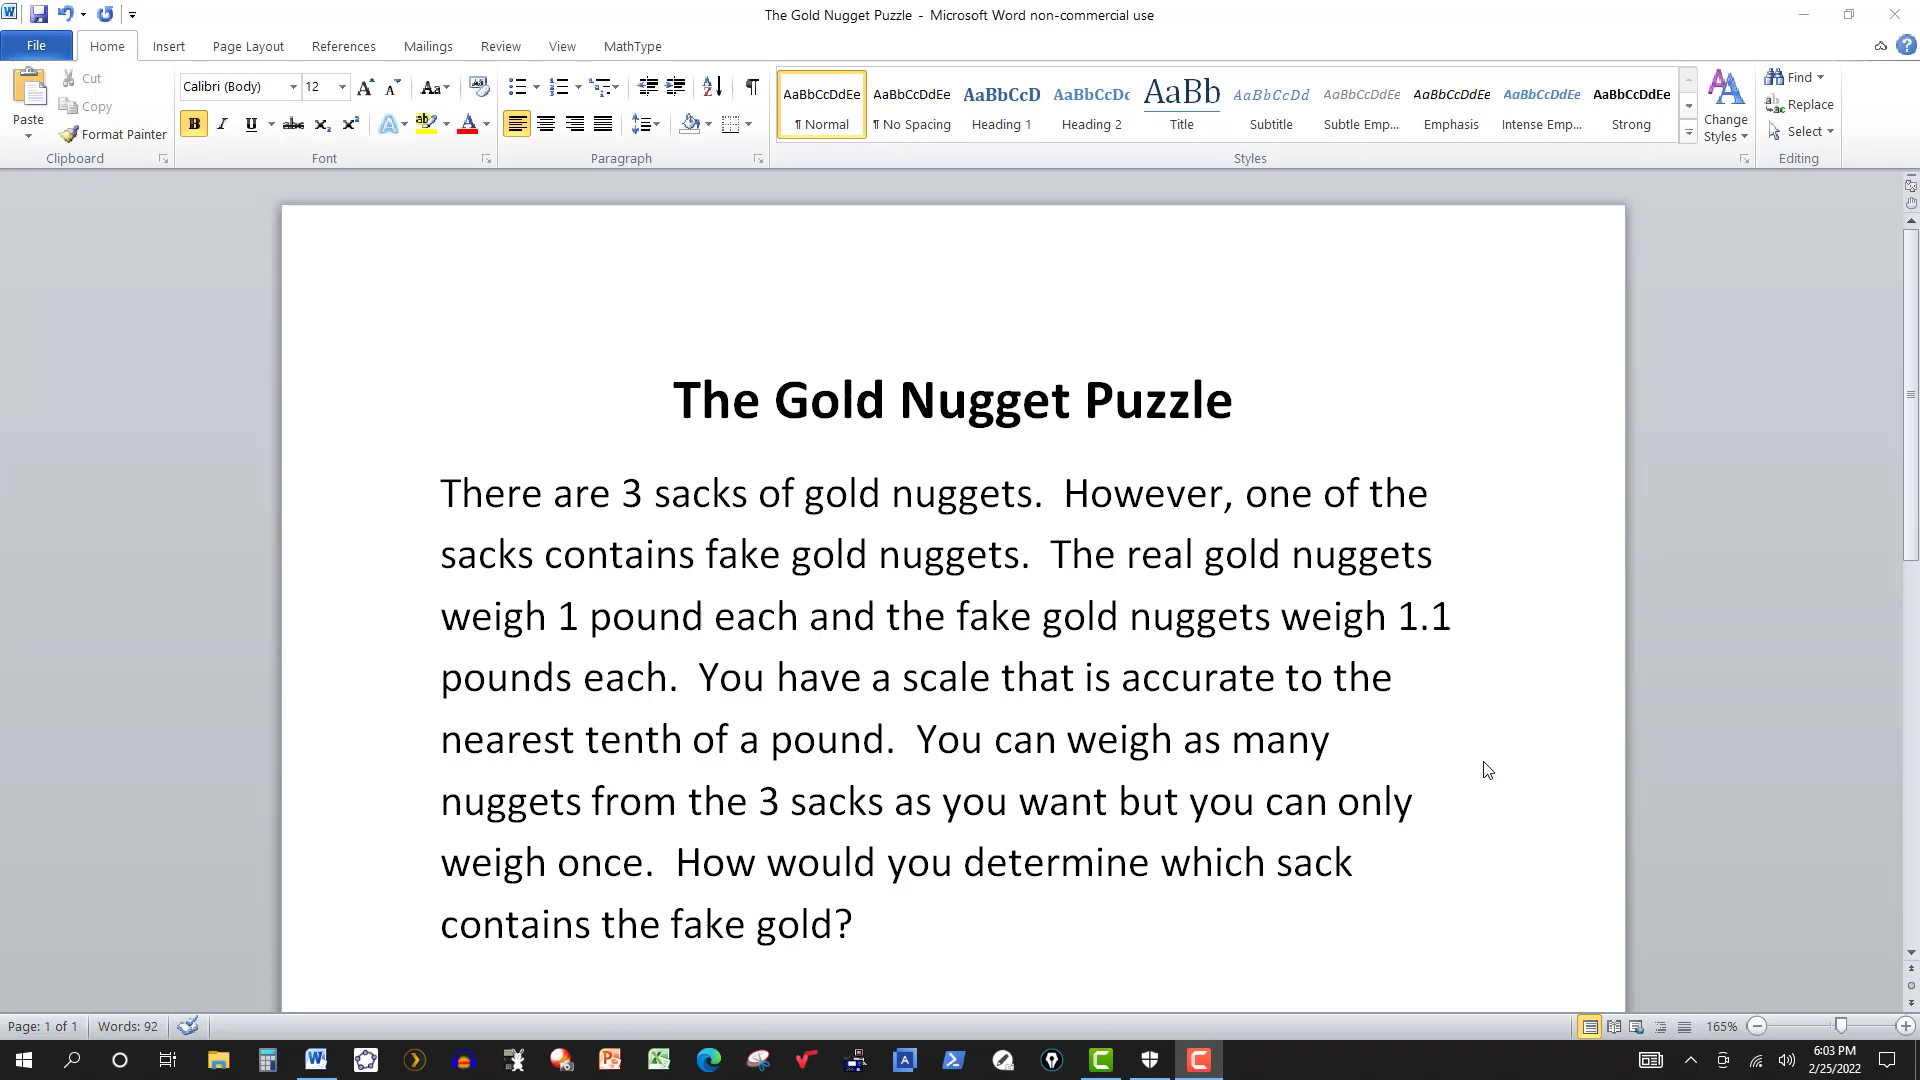 The Gold Nugget Puzzle - Microsoft Word non-commercial use
File Home Insert Page Layout References Mailings Review View MathType
Paste
Cut
Copy
Format Painter
Clipboard
Calibri (Body) 12
Font
Paragraph
AaBbCcDdEe AaBbCcDdEe AaBbCcD AaBbCcDc AaBb AaBbCcDd AaBbCcDdEe AaBbCcDdEe AaBbCcDdEe AaBbCcDdEe
¶ Normal ¶ No Spacing Heading 1 Heading 2 Title Subtitle Subtle Emp... Emphasis Intense Emp... Strong
Styles
Change
Styles
Find
Replace
Select
Editing
The Gold Nugget Puzzle
There are 3 sacks of gold nuggets. However, one of the
sacks contains fake gold nuggets. The real gold nuggets
weigh 1 pound each and the fake gold nuggets weigh 1.1
pounds each. You have a scale that is accurate to the
nearest tenth of a pound. You can weigh as many
nuggets from the 3 sacks as you want but you can only
weigh once. How would you determine which sack
contains the fake gold?
Page: 1 of 1 Words: 92 165%
6:03 PM
2/25/2022